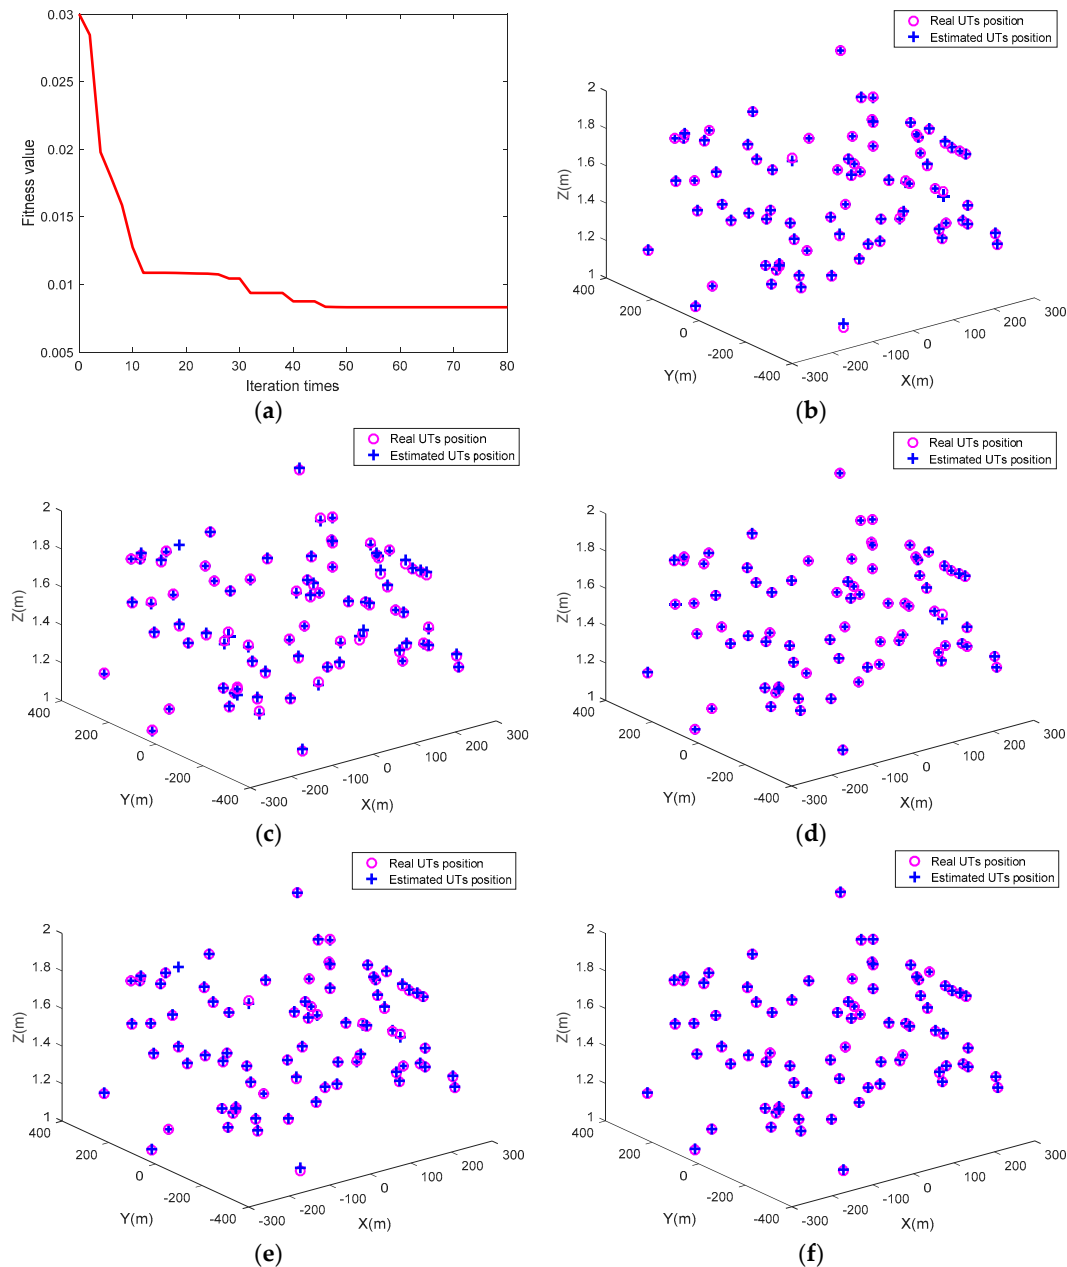 0.03
0.025
0.02
0.015
0.01
0.005
Fitness value
0 10 20 30 40 50 60 70 80
Iteration times
(a)
Real UTs position
Estimated UTs position
2
1.8
1.6
1.4
1.2
1
Z(m)
400
200
0
-200
-400
Y(m)
-300
-200
-100
0
100
200
300
X(m)
(b)
Real UTs position
Estimated UTs position
2
1.8
1.6
1.4
1.2
1
Z(m)
400
200
0
-200
-400
Y(m)
-300
-200
-100
0
100
200
300
X(m)
(c)
Real UTs position
Estimated UTs position
2
1.8
1.6
1.4
1.2
1
Z(m)
400
200
0
-200
-400
Y(m)
-300
-200
-100
0
100
200
300
X(m)
(d)
Real UTs position
Estimated UTs position
2
1.8
1.6
1.4
1.2
1
Z(m)
400
200
0
-200
-400
Y(m)
-300
-200
-100
0
100
200
300
X(m)
(e)
Real UTs position
Estimated UTs position
2
1.8
1.6
1.4
1.2
1
Z(m)
400
200
0
-200
-400
Y(m)
-300
-200
-100
0
100
200
300
X(m)
(f)